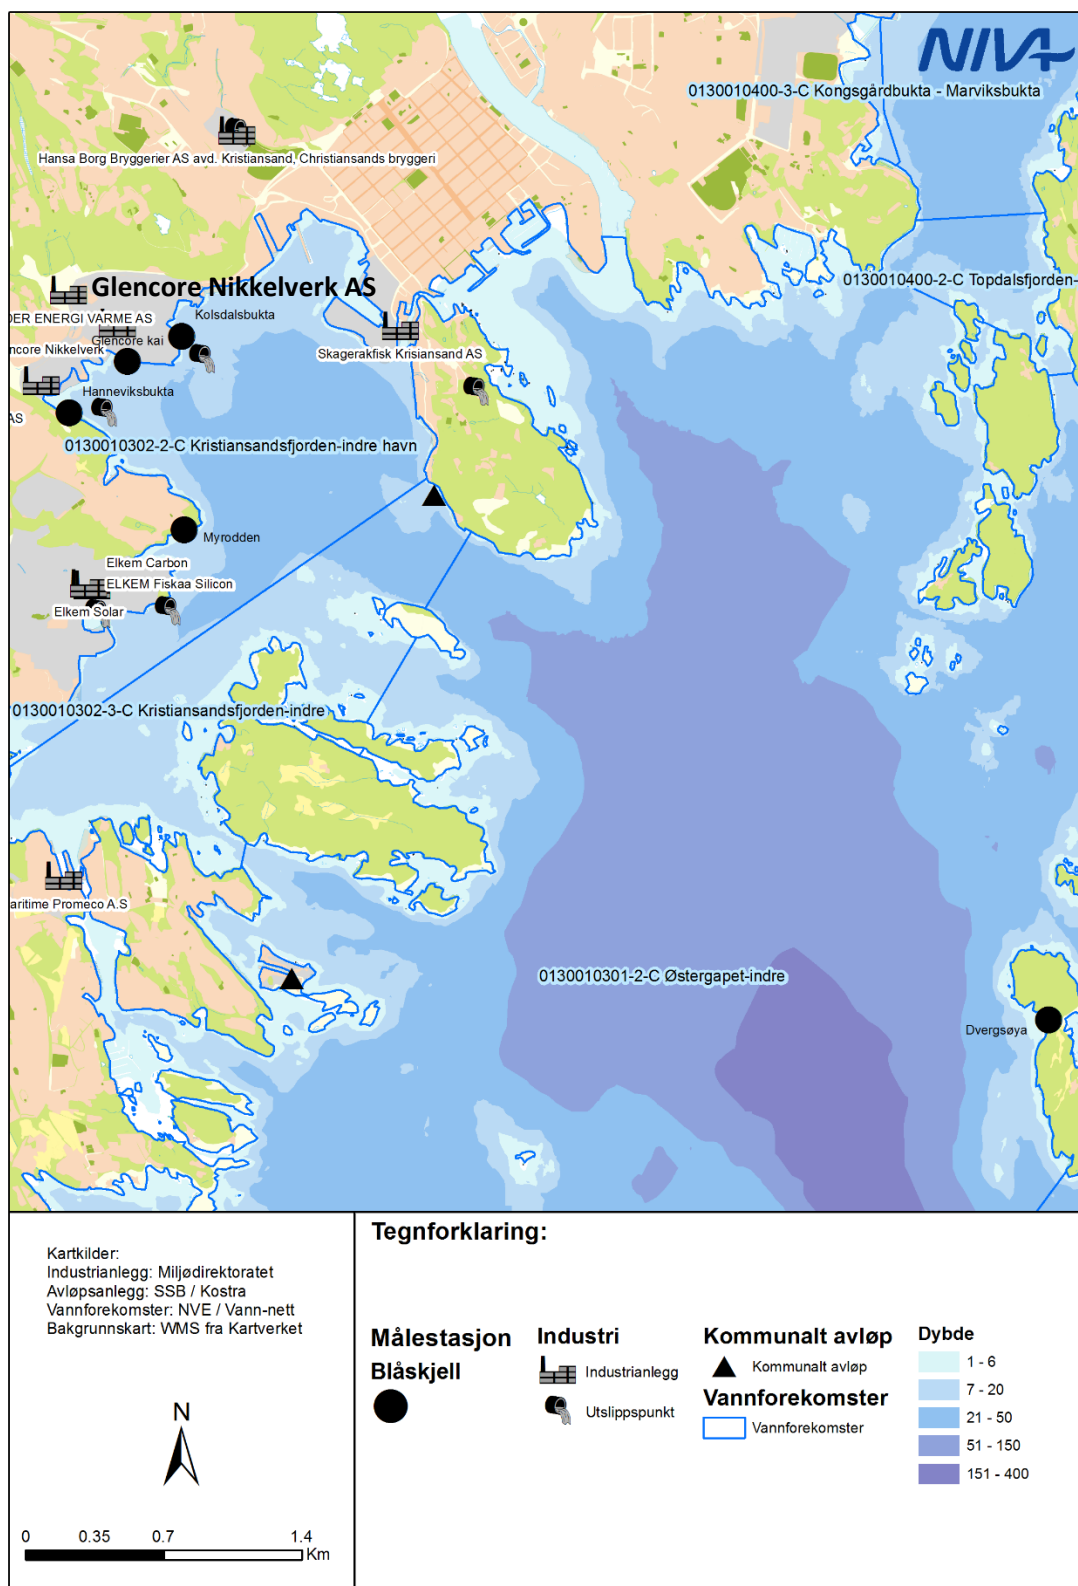 NIVA
0130010400-3-C Kongsgårdbukta - Marviksbukta
Hansa Borg Bryggerier AS avd. Kristiansand, Christiansands bryggeri
0130010400-2-C Topdalsfjorden-
Glencore Nikkelverk AS
Kolsdalsbukta
DER ENERGI VARME AS
Glencore kai
Skagerakfisk Krisiansand AS
ncore Nikkelverk
Hanneviksbukta
AS
0130010302-2-C Kristiansandsfjorden-indre havn
Myrodden
Elkem Carbon
ELKEM Fiskaa Silicon
Elkem Solar
0130010302-3-C Kristiansandsfjorden-indre
aritime Promeco A.S
0130010301-2-C Østergapet-indre
Dvergsøya
Kartkilder:
Industrianlegg: Miljødirektoratet
Avløpsanlegg: SSB / Kostra
Vannforekomster: NVE / Vann-nett
Bakgrunnskart: WMS fra Kartverket
N
0 0.35 0.7 1.4
Km
Tegnforklaring:
Målestasjon
Blåskjell
Industri
Industrianlegg
Utslippspunkt
Kommunalt avløp
Kommunalt avløp
Vannforekomster
Vannforekomster
Dybde
1 - 6
7 - 20
21 - 50
51 - 150
151 - 400